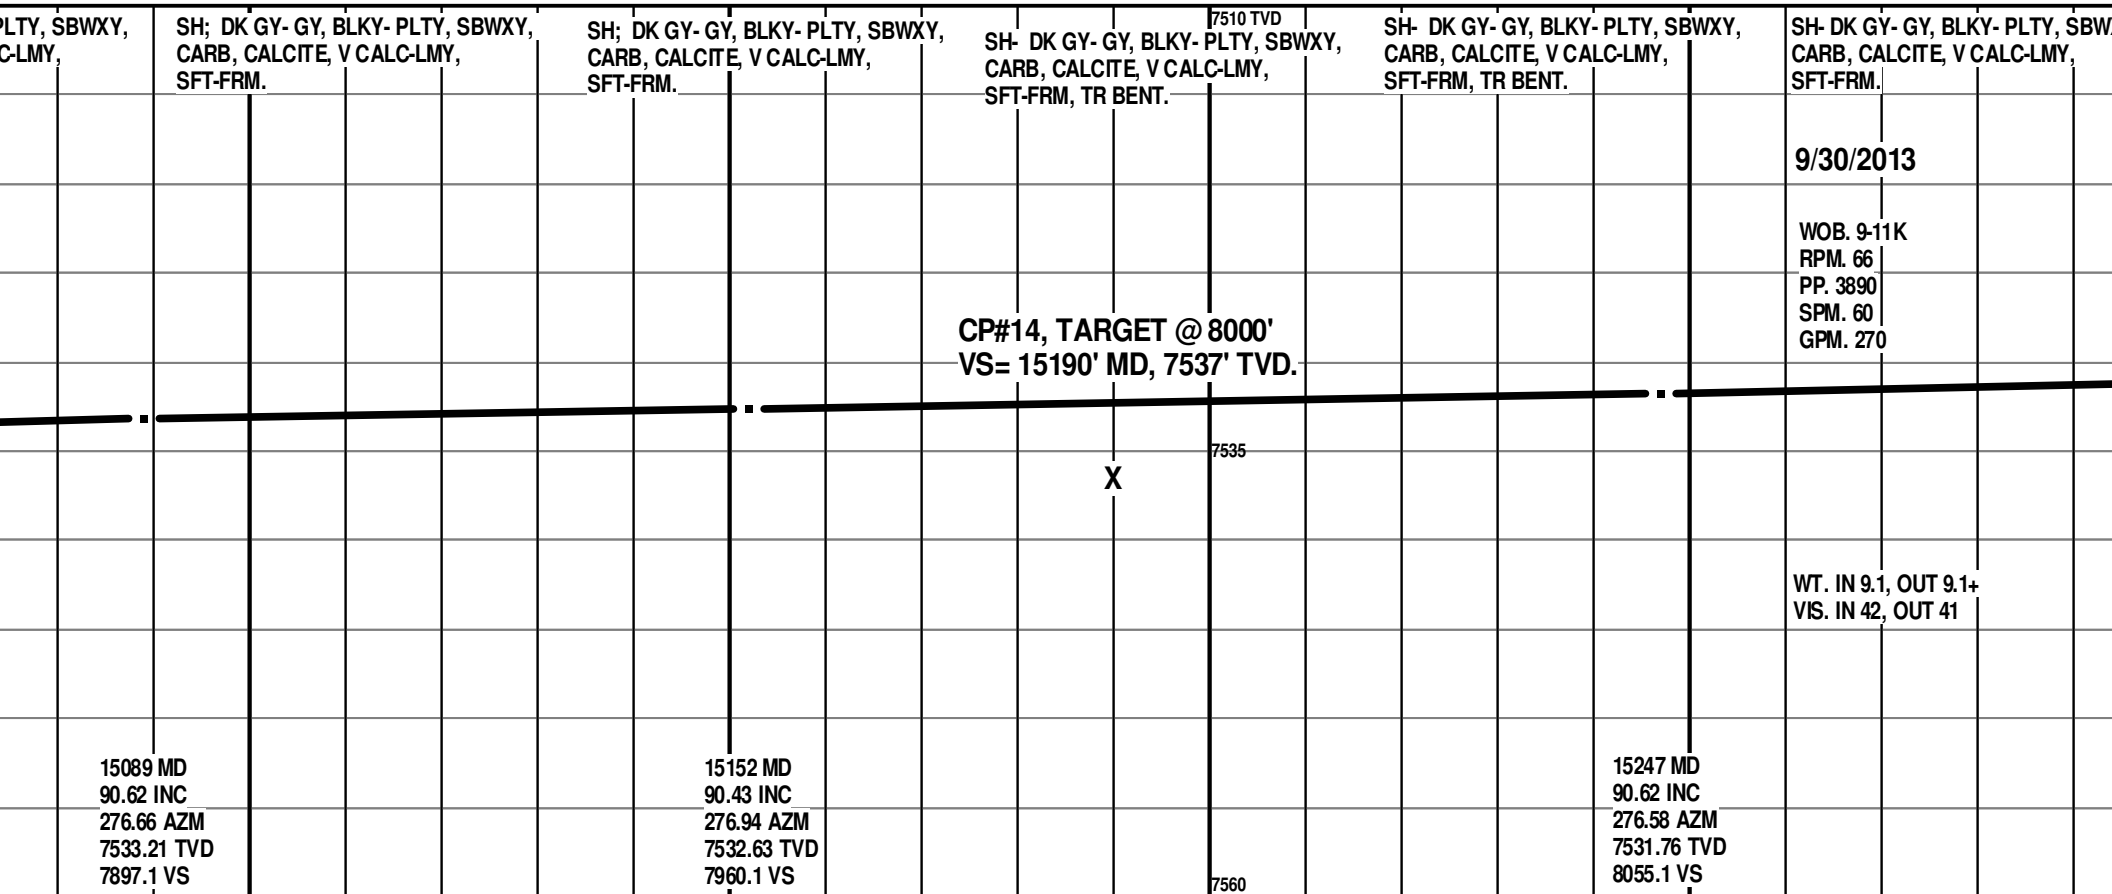 PLTY, SBWXY,
C-LMY,
SH; DK GY- GY, BLKY- PLTY, SBWXY,
CARB, CALCITE, V CALC-LMY,
SFT-FRM.
SH; DK GY- GY, BLKY- PLTY, SBWXY,
CARB, CALCITE, V CALC-LMY,
SFT-FRM.
SH- DK GY- GY, BLKY- PLTY, SBWXY,
CARB, CALCITE, V CALC-LMY,
SFT-FRM, TR BENT.
7510 TVD
SH- DK GY- GY, BLKY- PLTY, SBWXY,
CARB, CALCITE, V CALC-LMY,
SFT-FRM, TR BENT.
SH- DK GY- GY, BLKY- PLTY, SBW
CARB, CALCITE, V CALC-LMY,
SFT-FRM.
9/30/2013
WOB. 9-11K
RPM. 66
PP. 3890
SPM. 60
GPM. 270
CP#14, TARGET @ 8000'
VS= 15190' MD, 7537' TVD.
7535
X
WT. IN 9.1, OUT 9.1+
VIS. IN 42, OUT 41
15089 MD
90.62 INC
276.66 AZM
7533.21 TVD
7897.1 VS
15152 MD
90.43 INC
276.94 AZM
7532.63 TVD
7960.1 VS
15247 MD
90.62 INC
276.58 AZM
7531.76 TVD
8055.1 VS
7560